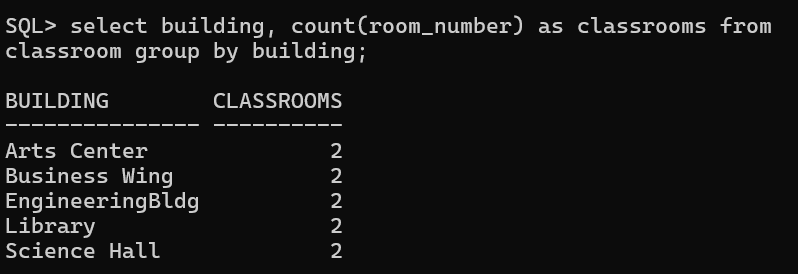 SQL> select building, count(room_number) as classrooms from
classroom group by building;
BUILDING        CLASSROOMS
--------------- ----------
Arts Center              2
Business Wing            2
EngineeringBldg          2
Library                  2
Science Hall             2